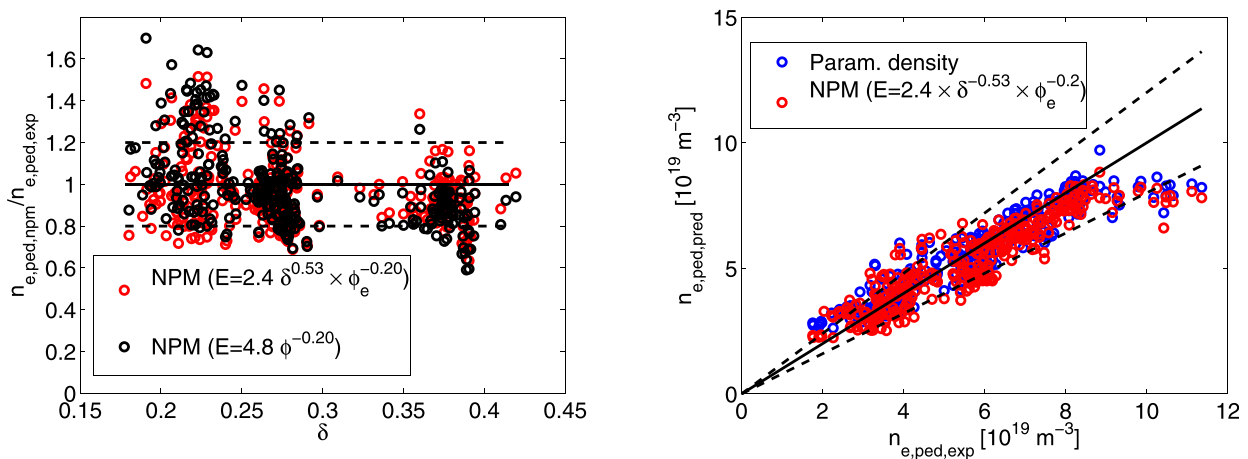 1.6
1.4
1.2
1
0.8
0.6
0.4
0.2
0
n_{e,ped,npm}/n_{e,ped,exp}
NPM (E=2.4 δ^{0.53} × ϕ_e^{−0.20})
NPM (E=4.8 ϕ^{−0.20})
0.15 0.2 0.25 0.3 0.35 0.4 0.45
δ
15
10
5
0
n_{e,ped,pred} [10^{19} m^{−3}]
Param. density
NPM (E=2.4 × δ^{−0.53} × ϕ_e^{−0.2})
0 2 4 6 8 10 12
n_{e,ped,exp} [10^{19} m^{−3}]